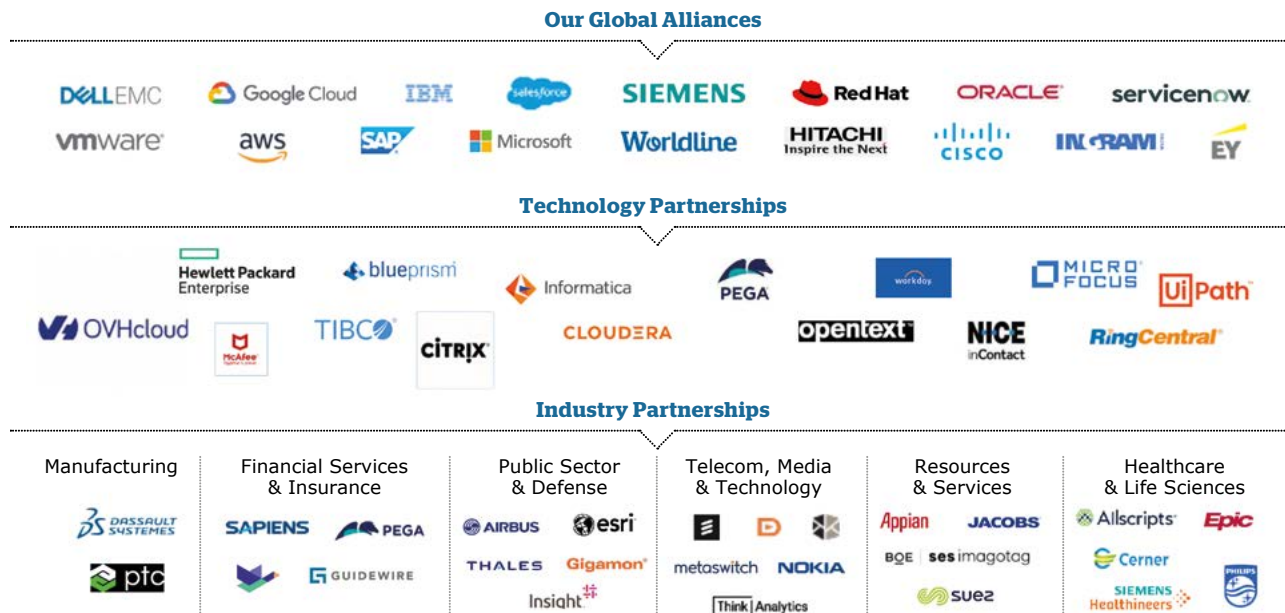 Our Global Alliances
DELLEMC Google Cloud IBM salesforce SIEMENS Red Hat ORACLE servicenow
vmware aws SAP Microsoft Worldline HITACHI CISCO INGRAM EY
Inspire the Next
Technology Partnerships
Hewlett Packard
Enterprise
blueprism
Informatica
PEGA
workday
MICRO
FOCUS
UiPath
OVHcloud
McAfee
TIBCO
CITRIX
CLOUDERA
opentext
NICE
inContact
RingCentral
Industry Partnerships
Manufacturing
DASSAULT
SYSTEMES
ptc
Financial Services
& Insurance
SAPIENS PEGA
GUIDEWIRE
Public Sector
& Defense
AIRBUS esri
THALES Gigamon
Insight
Telecom, Media
& Technology
D
metaswitch NOKIA
Think Analytics
Resources
& Services
Appian JACOBS
BOE ses imagotag
suez
Healthcare
& Life Sciences
Allscripts Epic
Cerner
SIEMENS
Healthineers
PHILIPS